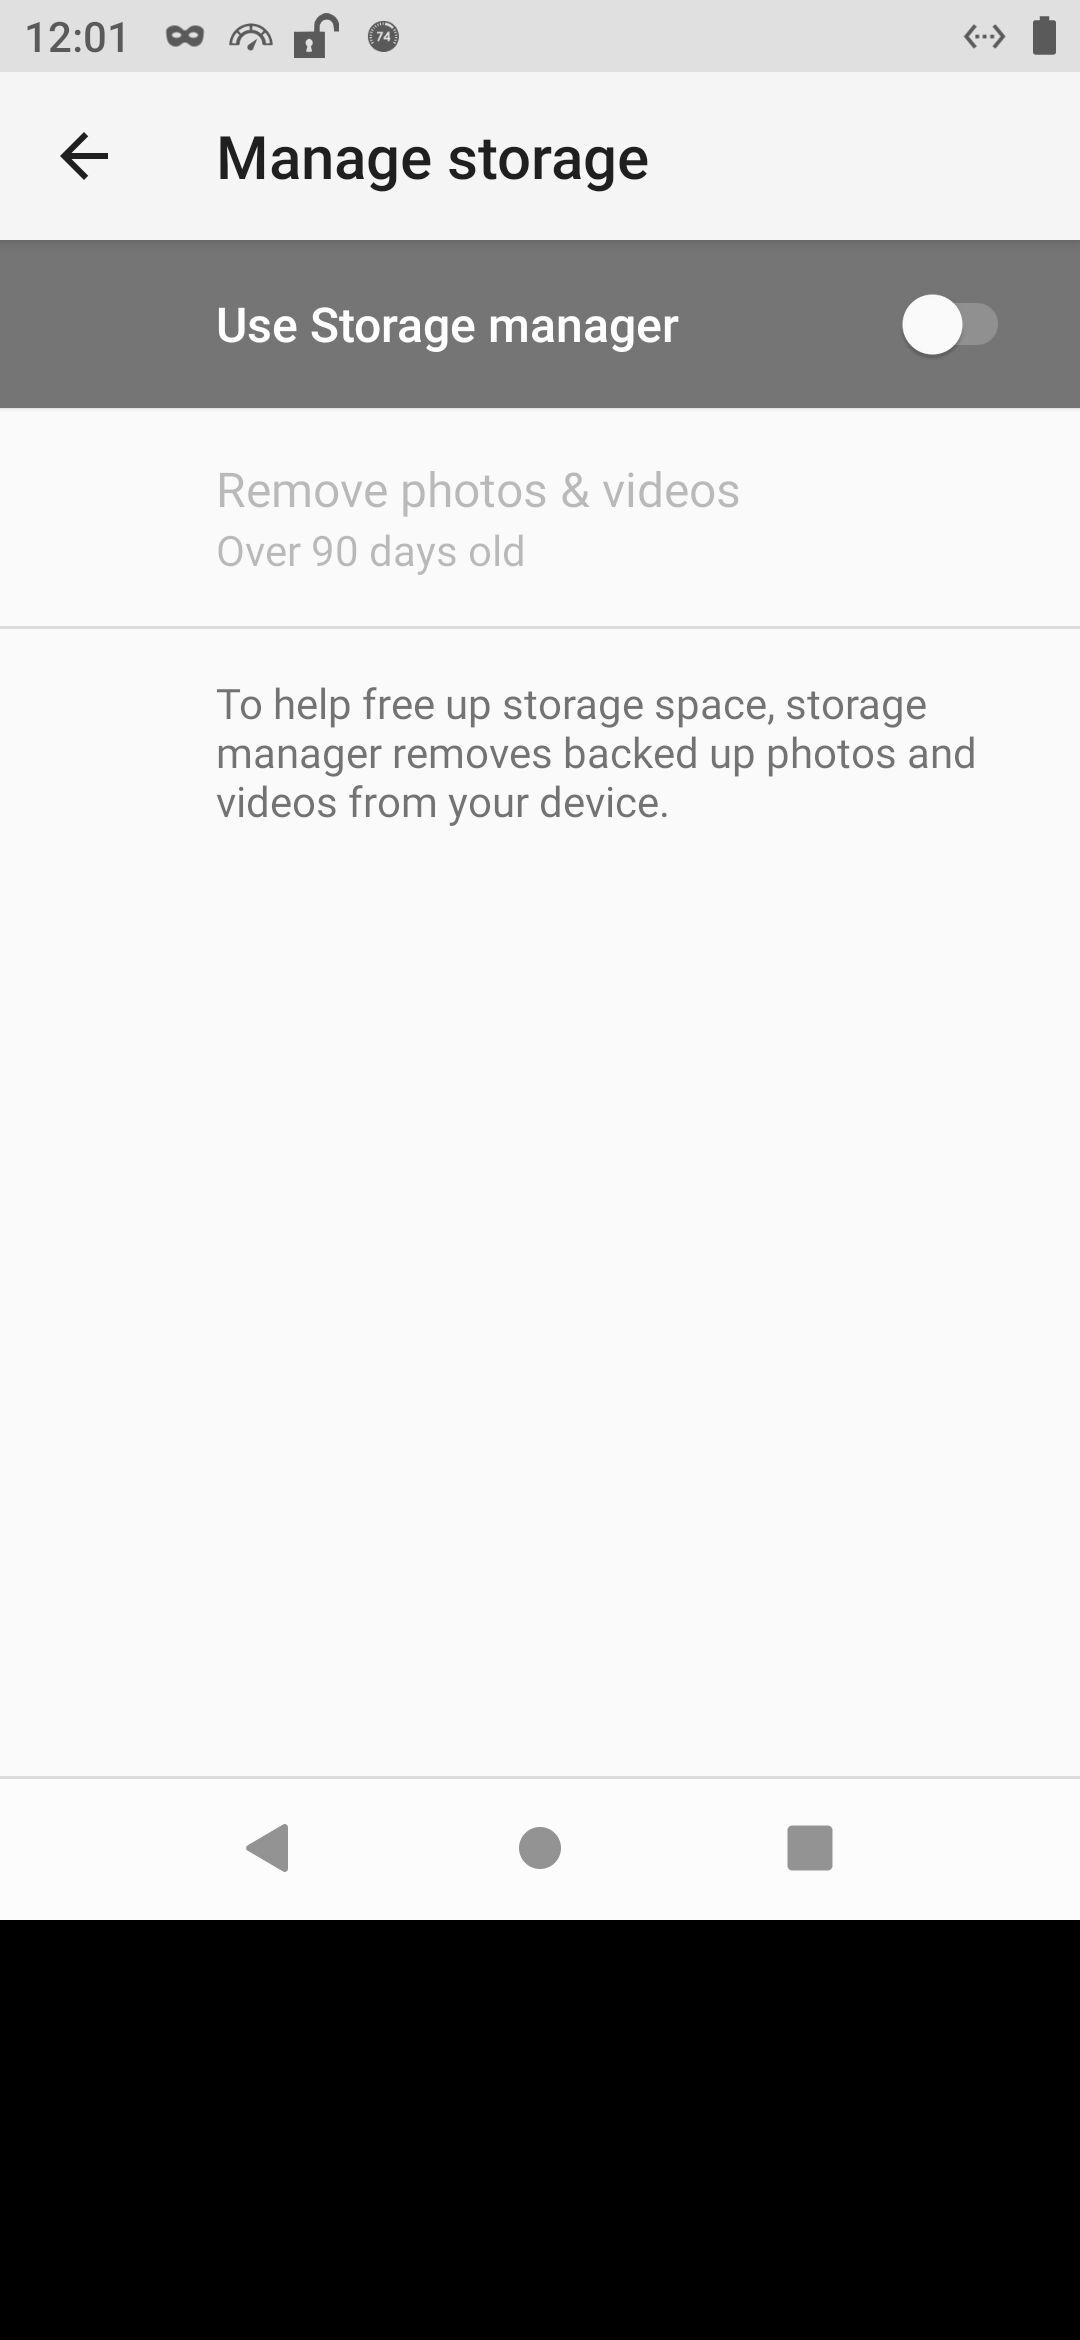 12:01 74
Manage storage
Use Storage manager
Remove photos & videos
Over 90 days old
To help free up storage space, storage
manager removes backed up photos and
videos from your device.